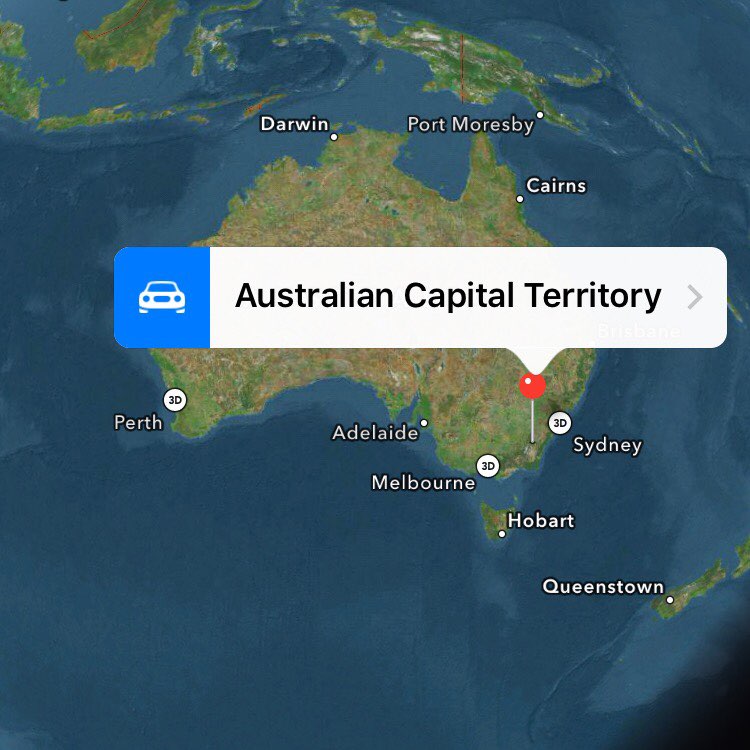 Darwin
Port Moresby
Cairns
Australian Capital Territory
Brisbane
3D
Perth
Adelaide
3D
Sydney
3D
Melbourne
Hobart
Queenstown